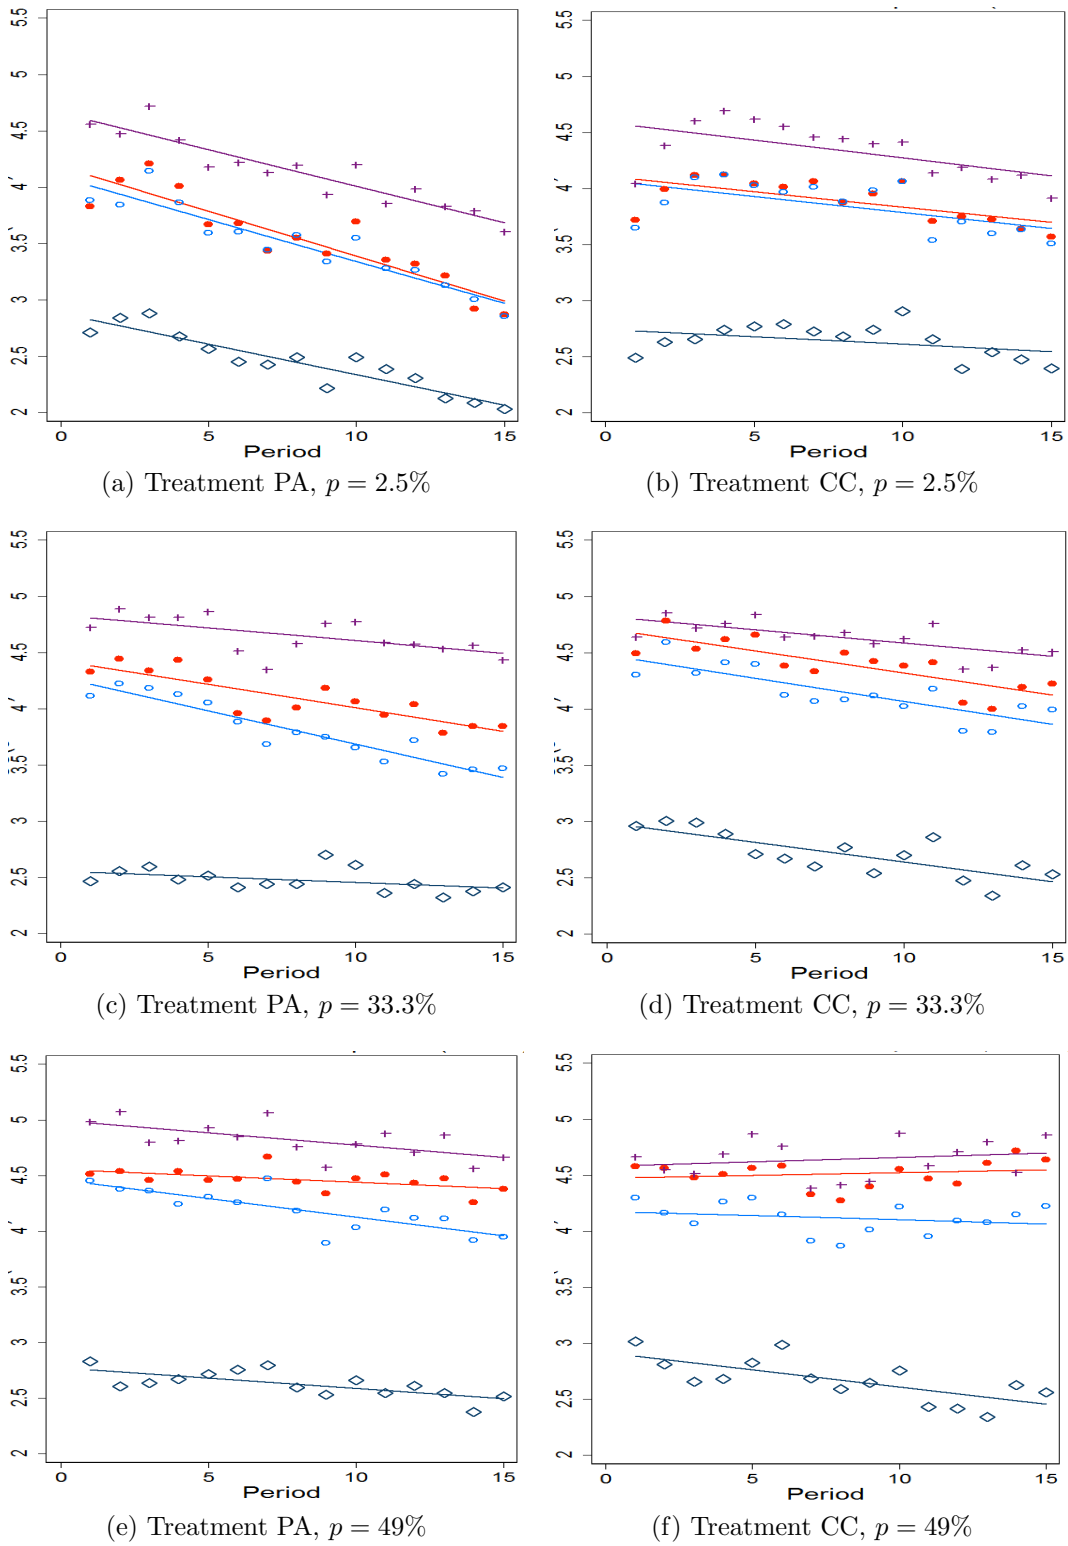 5.5
5
4.5
4
3.5
3
2.5
2
0 5 10 15
Period
(a) Treatment PA, p = 2.5%
5.5
5
4.5
4
3.5
3
2.5
2
0 5 10 15
Period
(b) Treatment CC, p = 2.5%
5.5
5
4.5
4
3.5
3
2.5
2
0 5 10 15
Period
(c) Treatment PA, p = 33.3%
5.5
5
4.5
4
3.5
3
2.5
2
0 5 10 15
Period
(d) Treatment CC, p = 33.3%
5.5
5
4.5
4
3.5
3
2.5
2
0 5 10 15
Period
(e) Treatment PA, p = 49%
5.5
5
4.5
4
3.5
3
2.5
2
0 5 10 15
Period
(f) Treatment CC, p = 49%